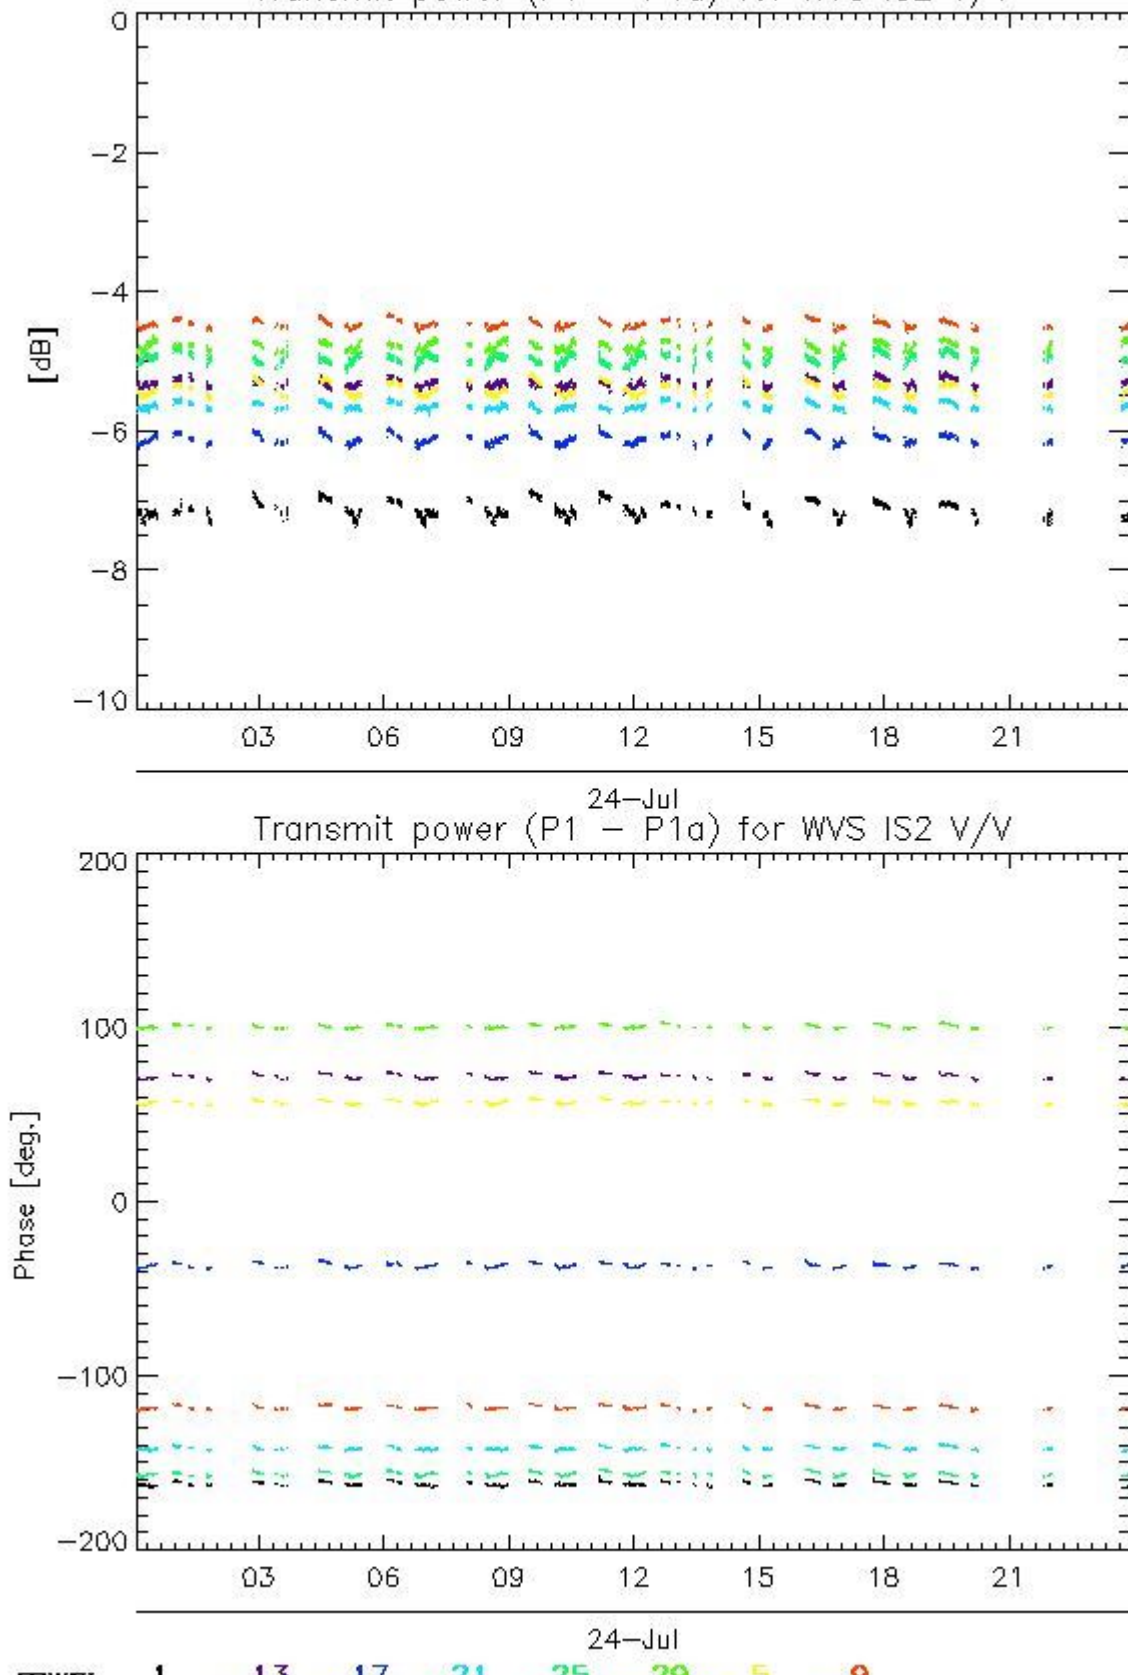 0
−2
−4
[dB]
−6
−8
−10
03 06 09 12 15 18 21
24−Jul
Transmit power (P1 − P1a) for WVS IS2 V/V
200
100
0
Phase [deg.]
−100
−200
03 06 09 12 15 18 21
24−Jul
1 13 17 21 25 29 5 9